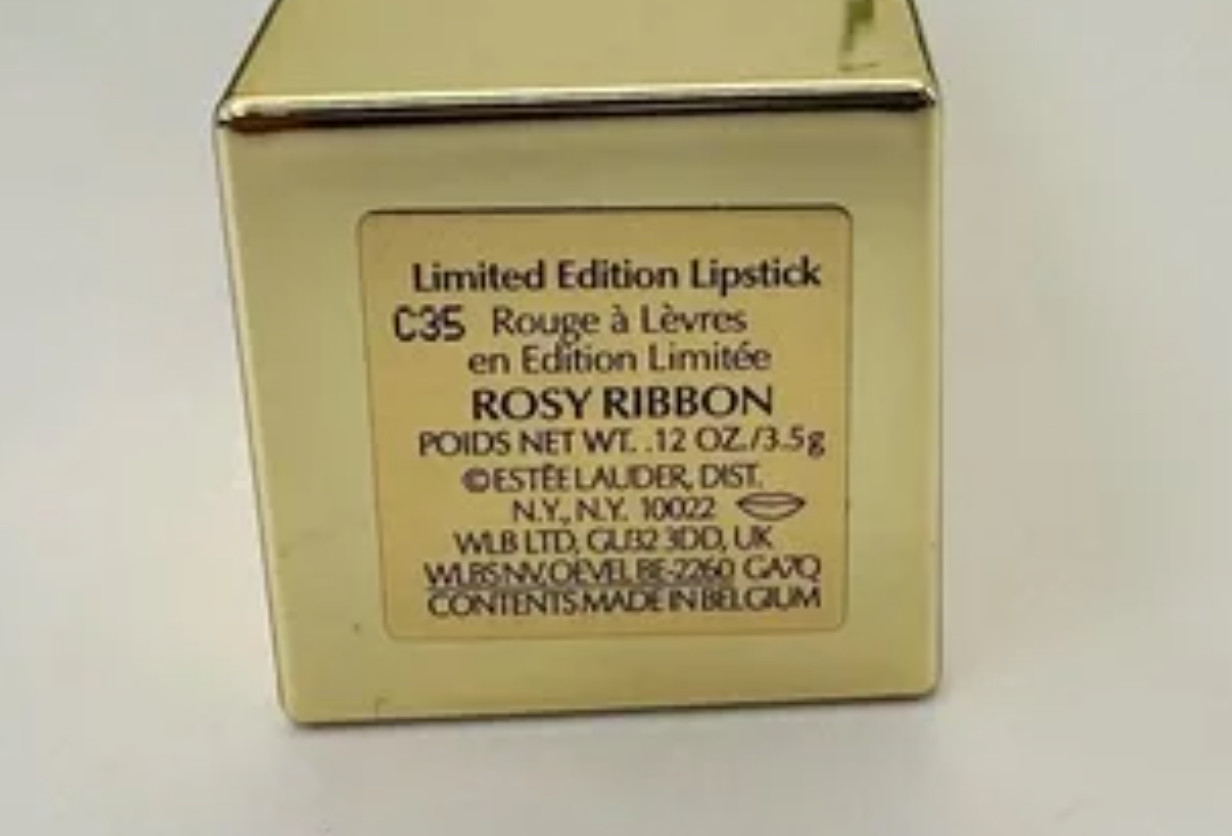 Limited Edition Lipstick
C35 Rouge à Lèvres
en Edition Limitée
ROSY RIBBON
POIDS NET WT. .12 OZ./3.5g
©ESTĒE LAUDER, DIST.
N.Y., N.Y. 10022
WLB LTD, GU32 3DD, UK
WLBS NV. OEVEL BE-2260 GA7Q
CONTENTS MADE IN BELGIUM